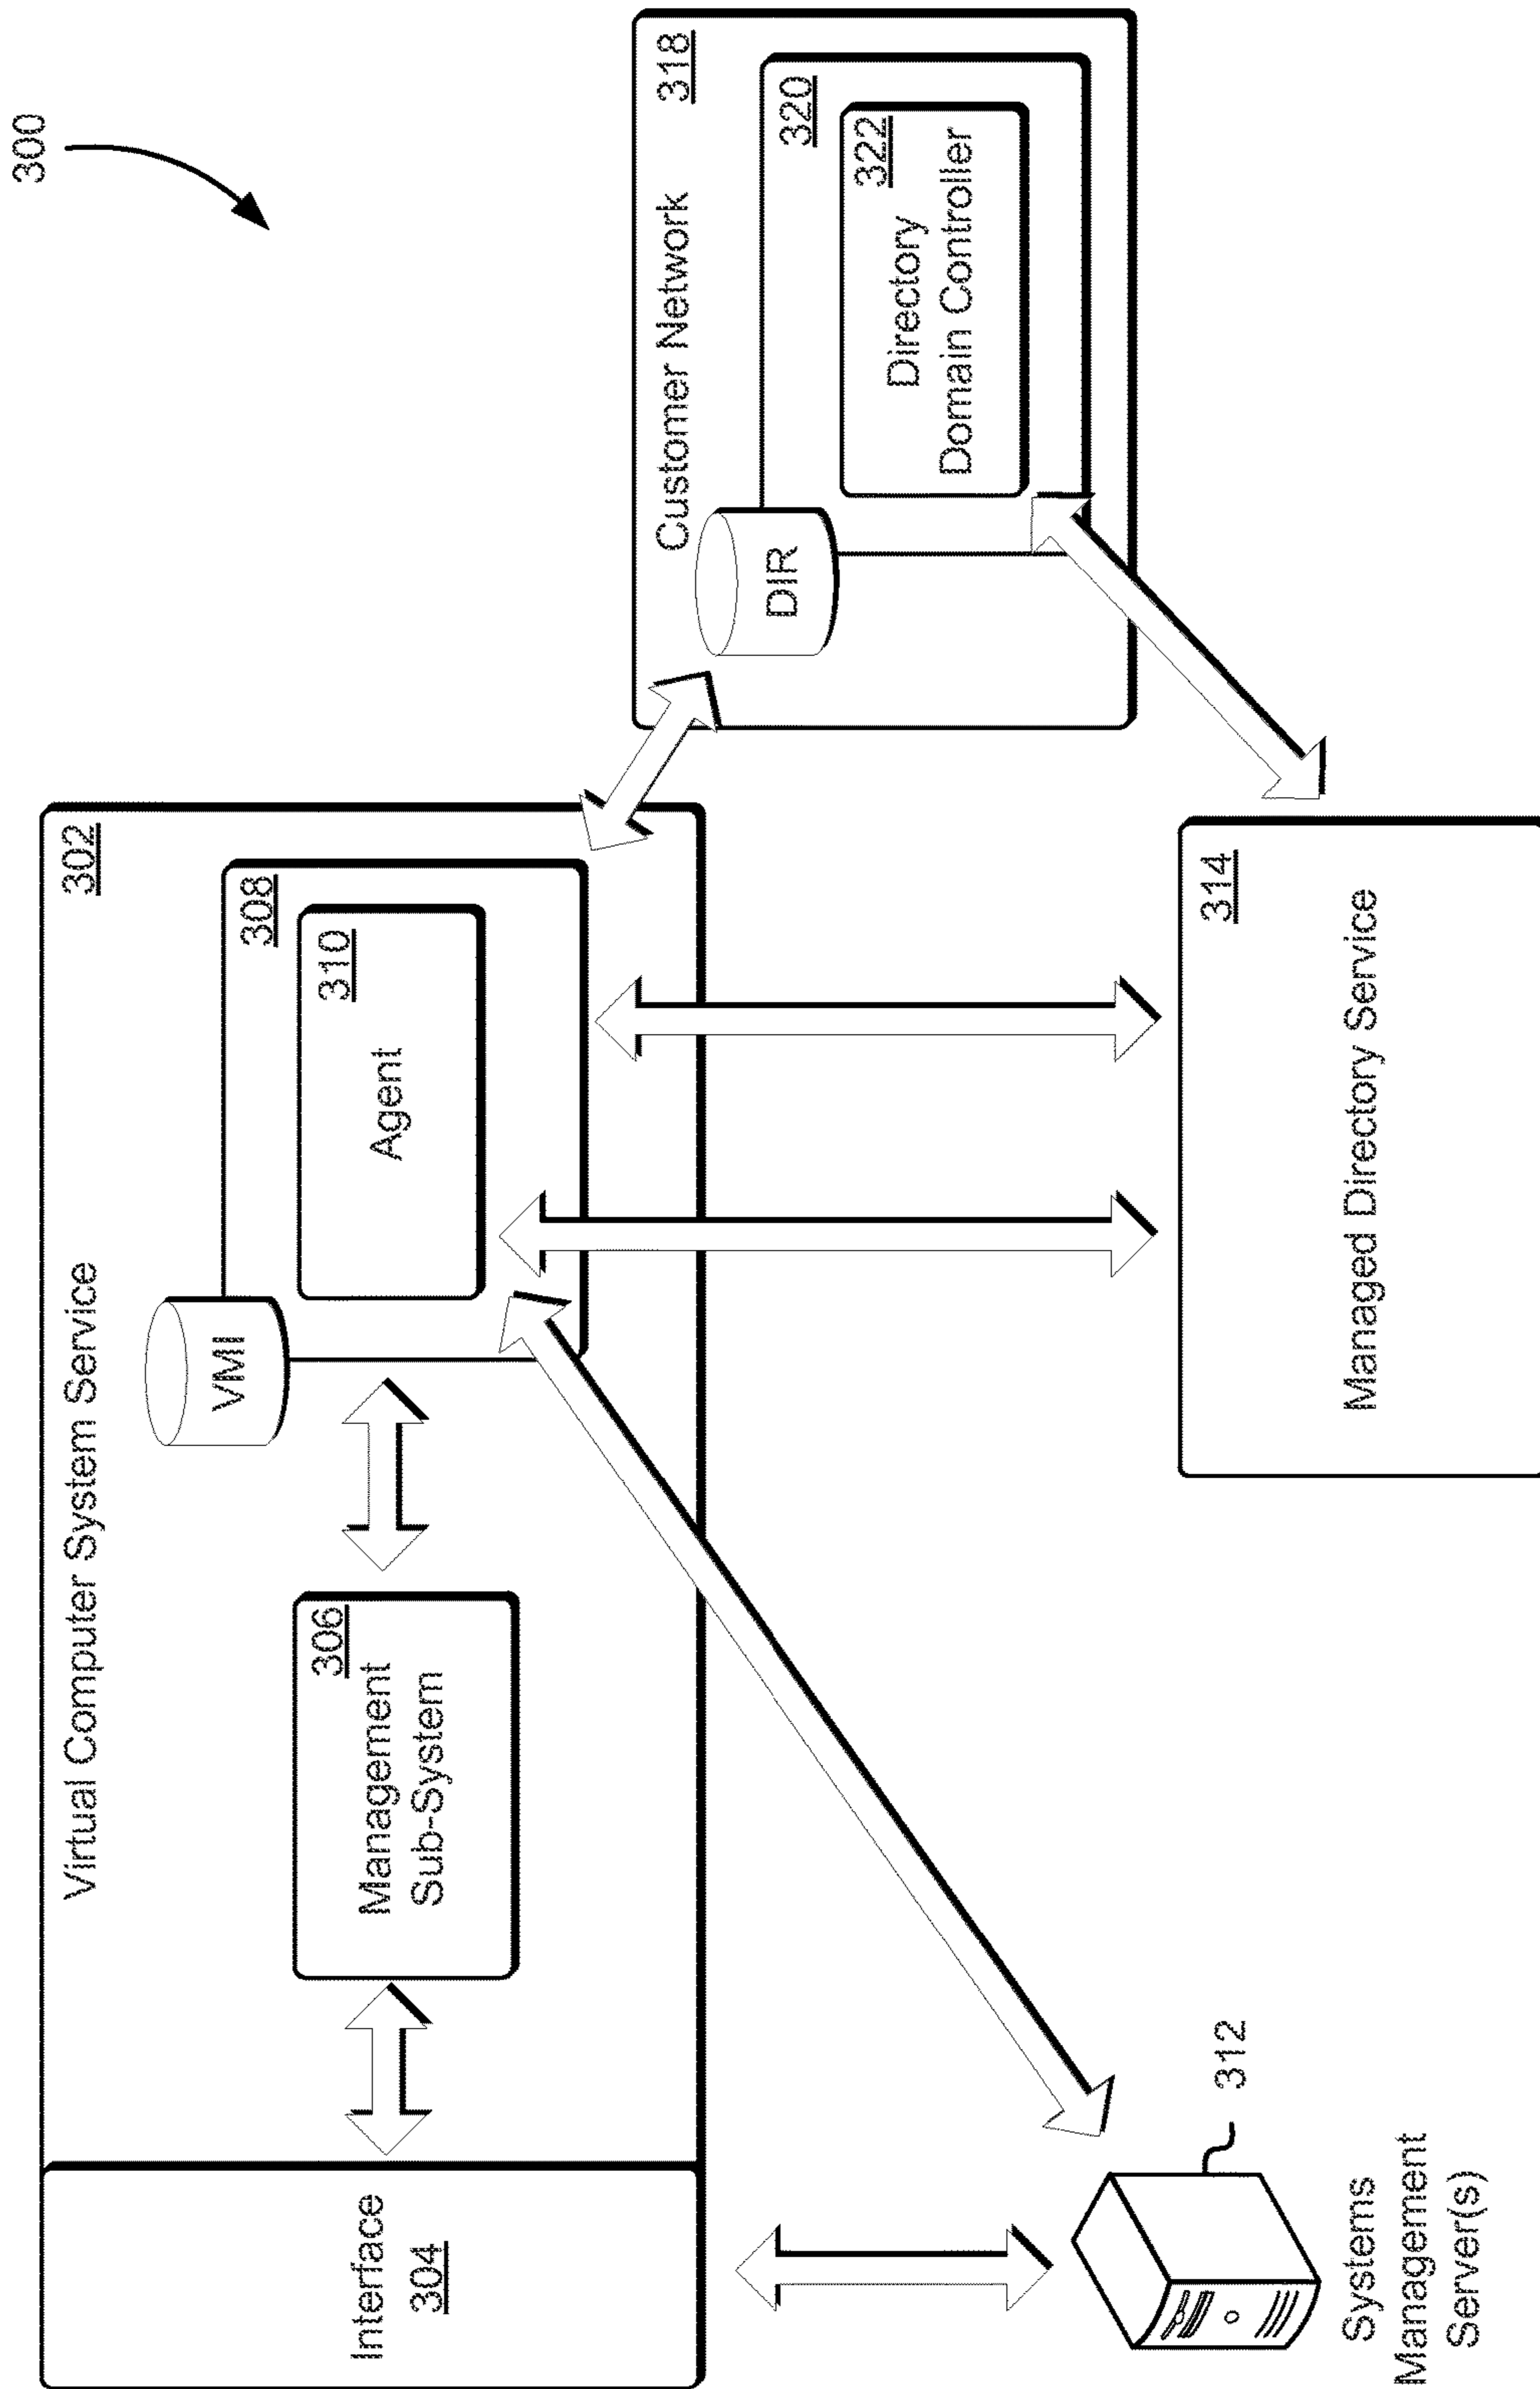 300
Virtual Computer System Service
302
Interface
304
306
Management
Sub-System
VMI
308
310
Agent
Customer Network
318
DIR
320
322
Directory
Domain Controller
312
Systems
Management
Server(s)
314
Managed Directory Service